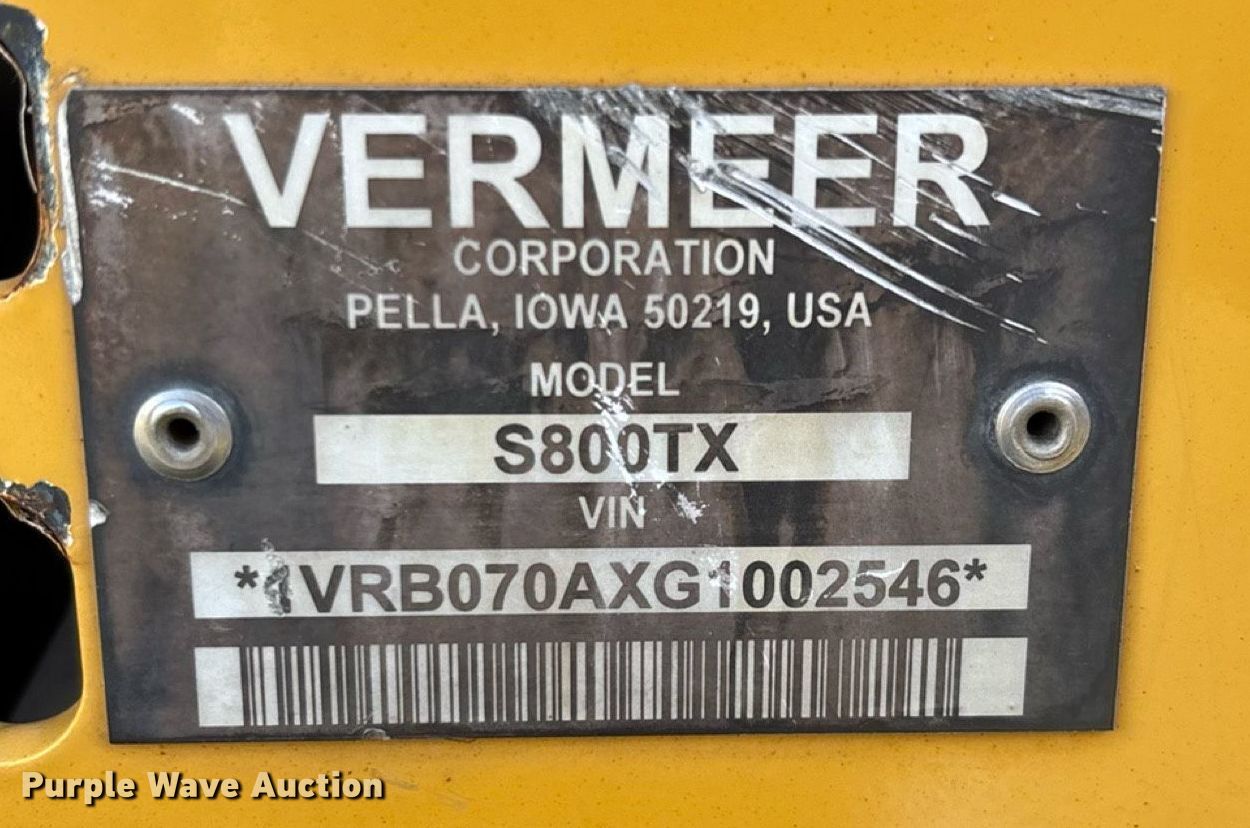 VERMEER
CORPORATION
PELLA, IOWA 50219, USA
MODEL
S800TX
VIN
*1VRB070AXG1002546*
Purple Wave Auction